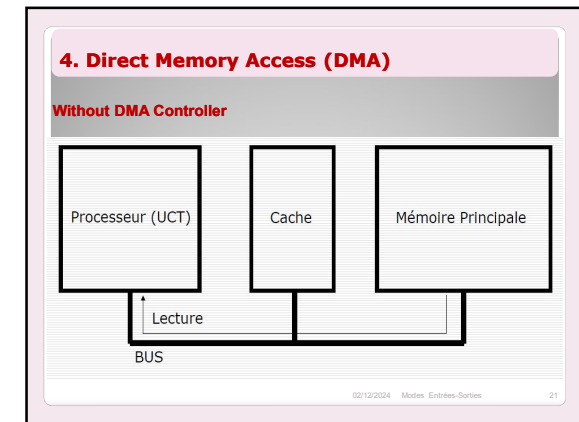 4. Direct Memory Access (DMA)
Without DMA Controller
Processeur (UCT)
Cache
Mémoire Principale
Lecture
BUS
02/12/2024 Modes Entrées-Sorties 21